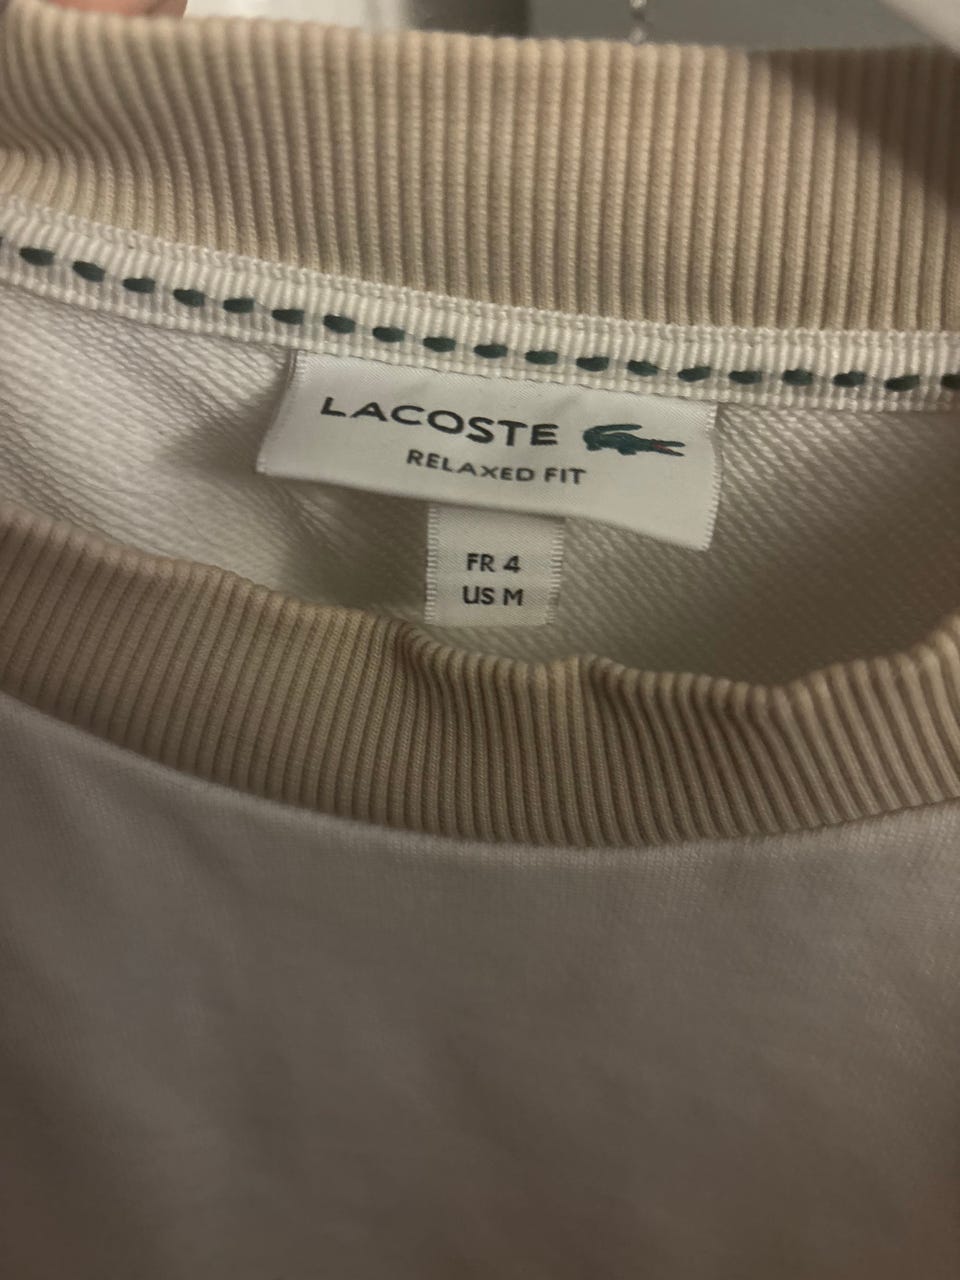 LACOSTE
RELAXED FIT
FR 4
US M